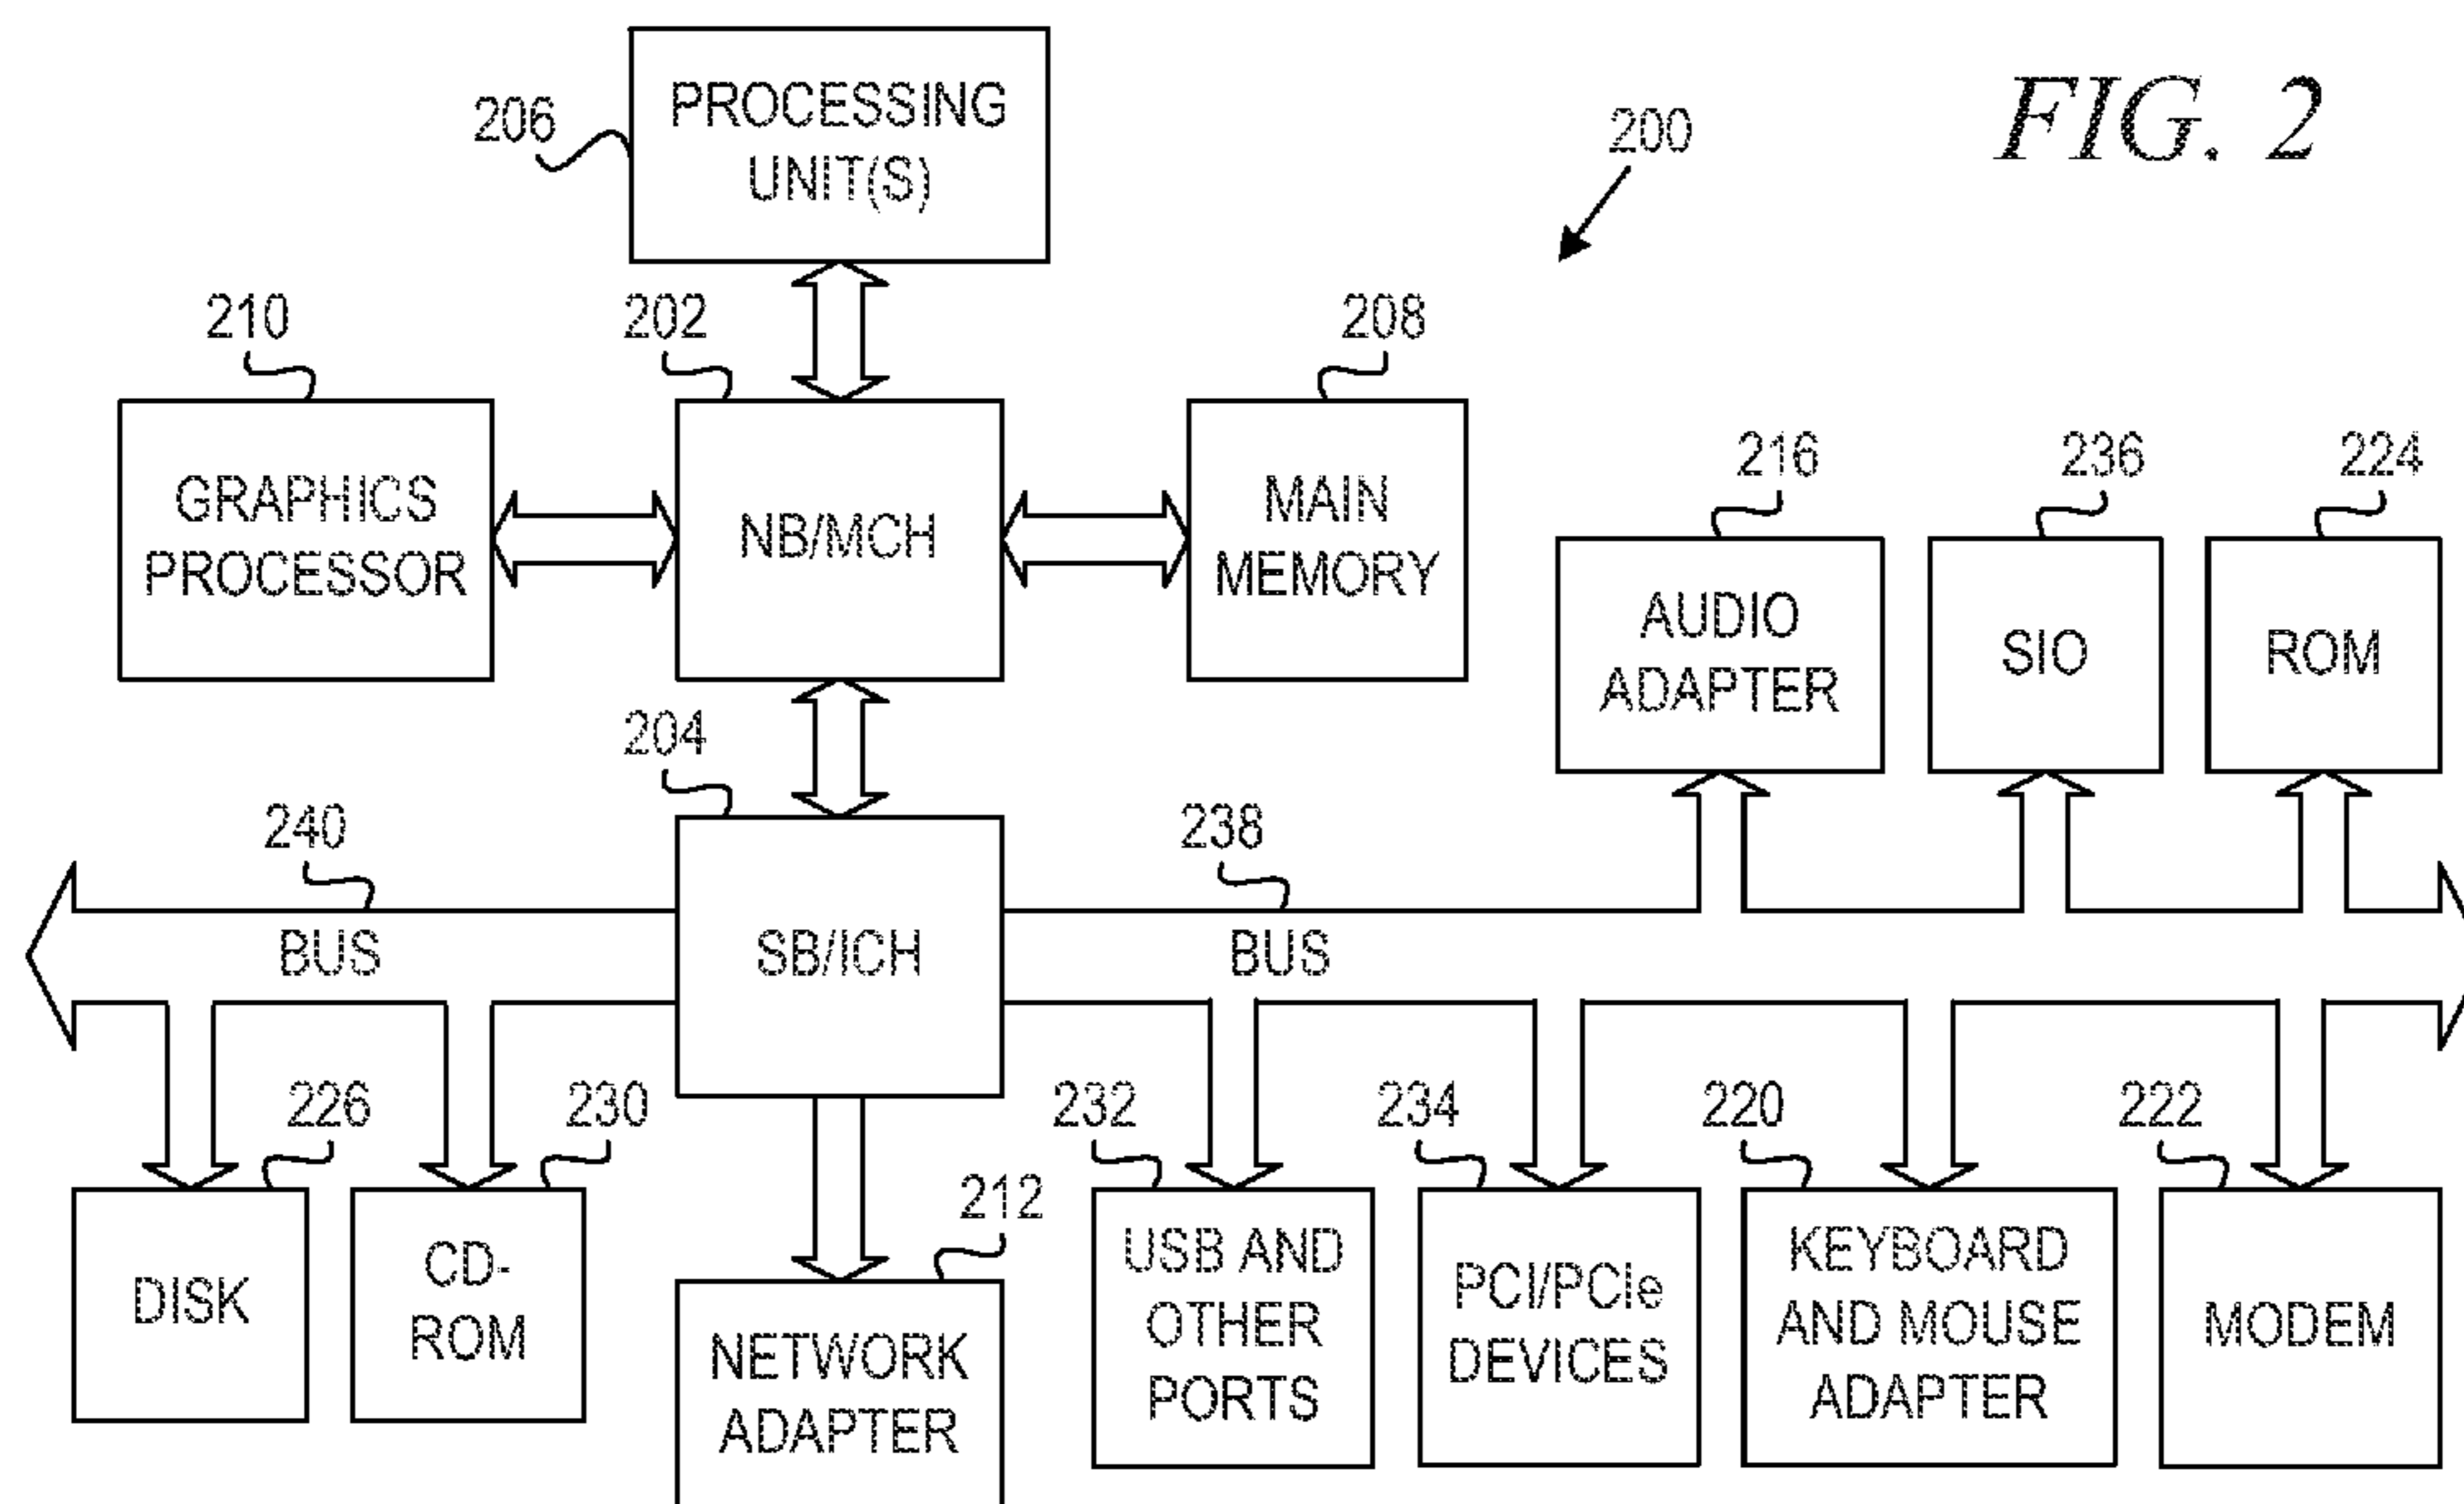 FIG. 2
200
206
PROCESSING
UNIT(S)
210
202
208
GRAPHICS
PROCESSOR
NB/MCH
MAIN
MEMORY
216
236
224
AUDIO
ADAPTER
SIO
ROM
204
240
238
BUS
SB/ICH
BUS
226
230
232
234
220
222
212
DISK
CD-
ROM
NETWORK
ADAPTER
USB AND
OTHER
PORTS
PCI/PCIe
DEVICES
KEYBOARD
AND MOUSE
ADAPTER
MODEM